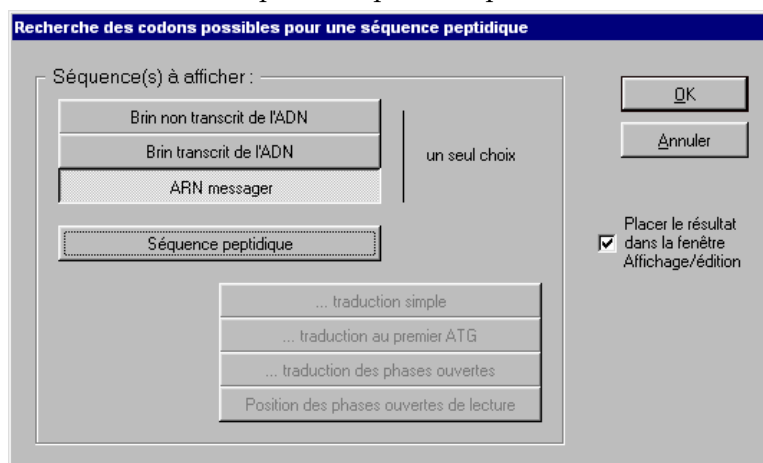 Recherche des codons possibles pour une séquence peptidique
Séquence(s) à afficher :
Brin non transcrit de l'ADN
Brin transcrit de l'ADN
ARN messager
un seul choix
Séquence peptidique
... traduction simple
... traduction au premier ATG
... traduction des phases ouvertes
Position des phases ouvertes de lecture
OK
Annuler
Placer le résultat
dans la fenêtre
Affichage/édition